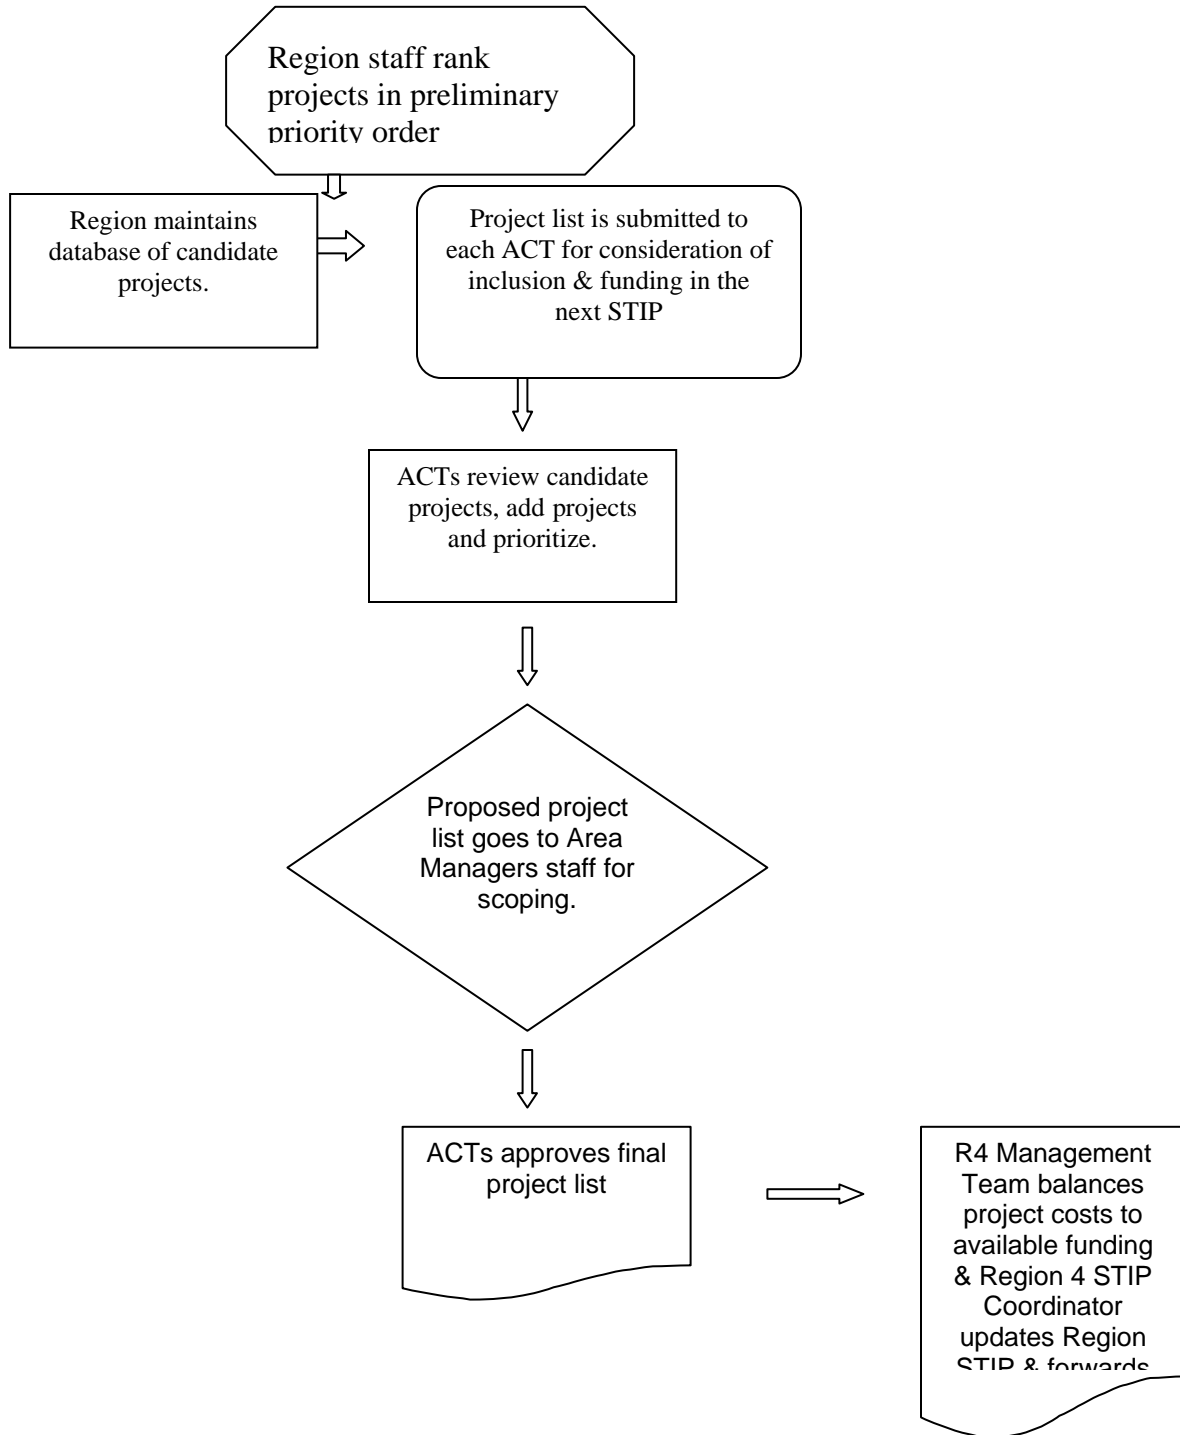 Region staff rank
projects in preliminary
priority order
Region maintains
database of candidate
projects.
Project list is submitted to
each ACT for consideration of
inclusion & funding in the
next STIP
ACTs review candidate
projects, add projects
and prioritize.
Proposed project
list goes to Area
Managers staff for
scoping.
ACTs approves final
project list
R4 Management
Team balances
project costs to
available funding
& Region 4 STIP
Coordinator
updates Region
STIP & forwards